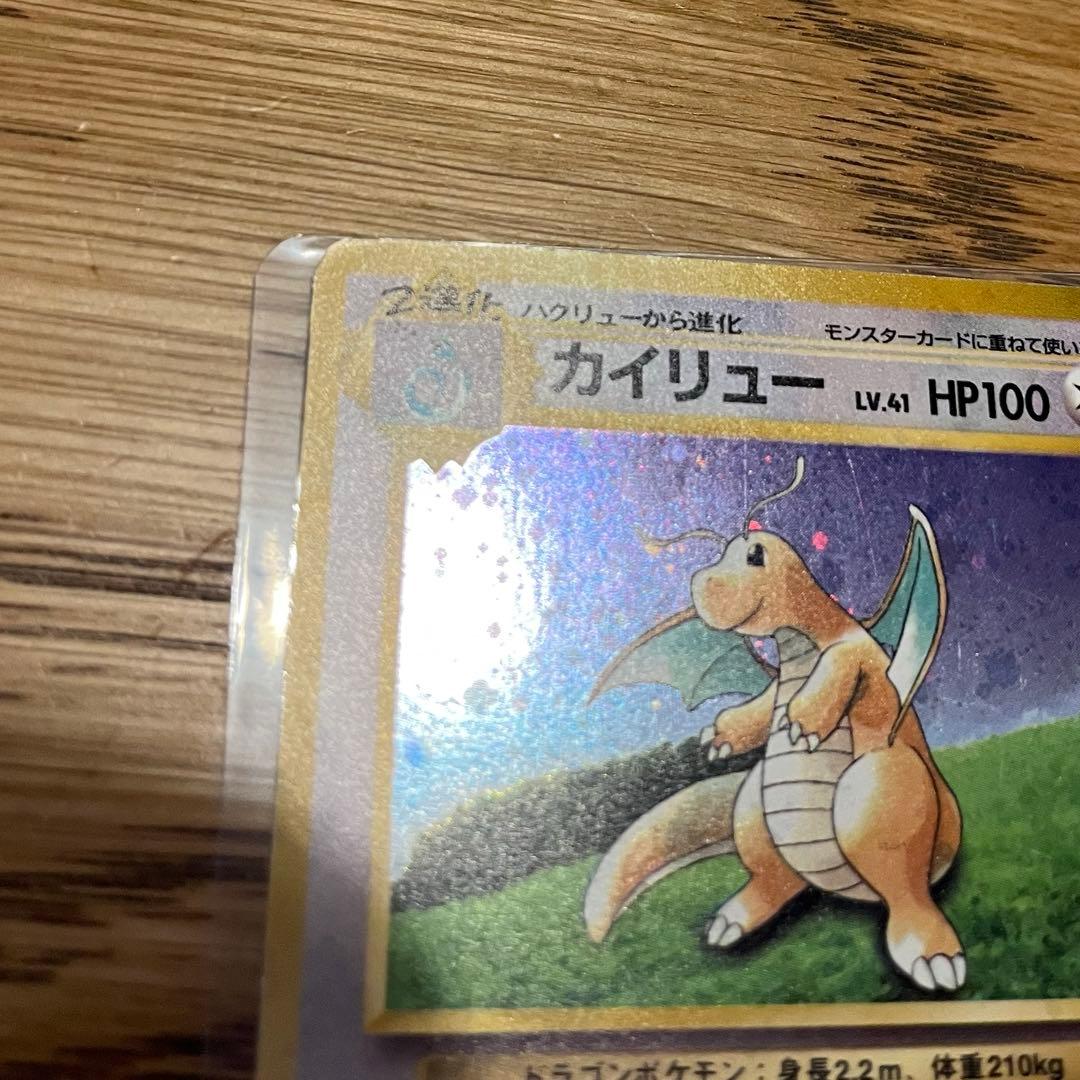 2進化 ハクリューから進化 モンスターカードに重ねて使い
カイリュー LV.41 HP100
ドラゴンポケモン：身長2.2m、体重210kg